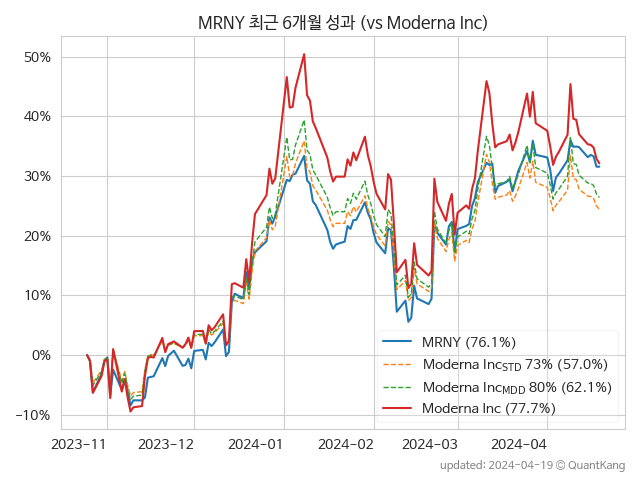 MRNY 최근 6개월 성과 (vs Moderna Inc)
50%
40%
30%
20%
10%
0%
−10%
2023-11
2023-12
2024-01
2024-02
2024-03
2024-04
MRNY (76.1%)
Moderna Inc_STD 73% (57.0%)
Moderna Inc_MDD 80% (62.1%)
Moderna Inc (77.7%)
updated: 2024-04-19 © QuantKang